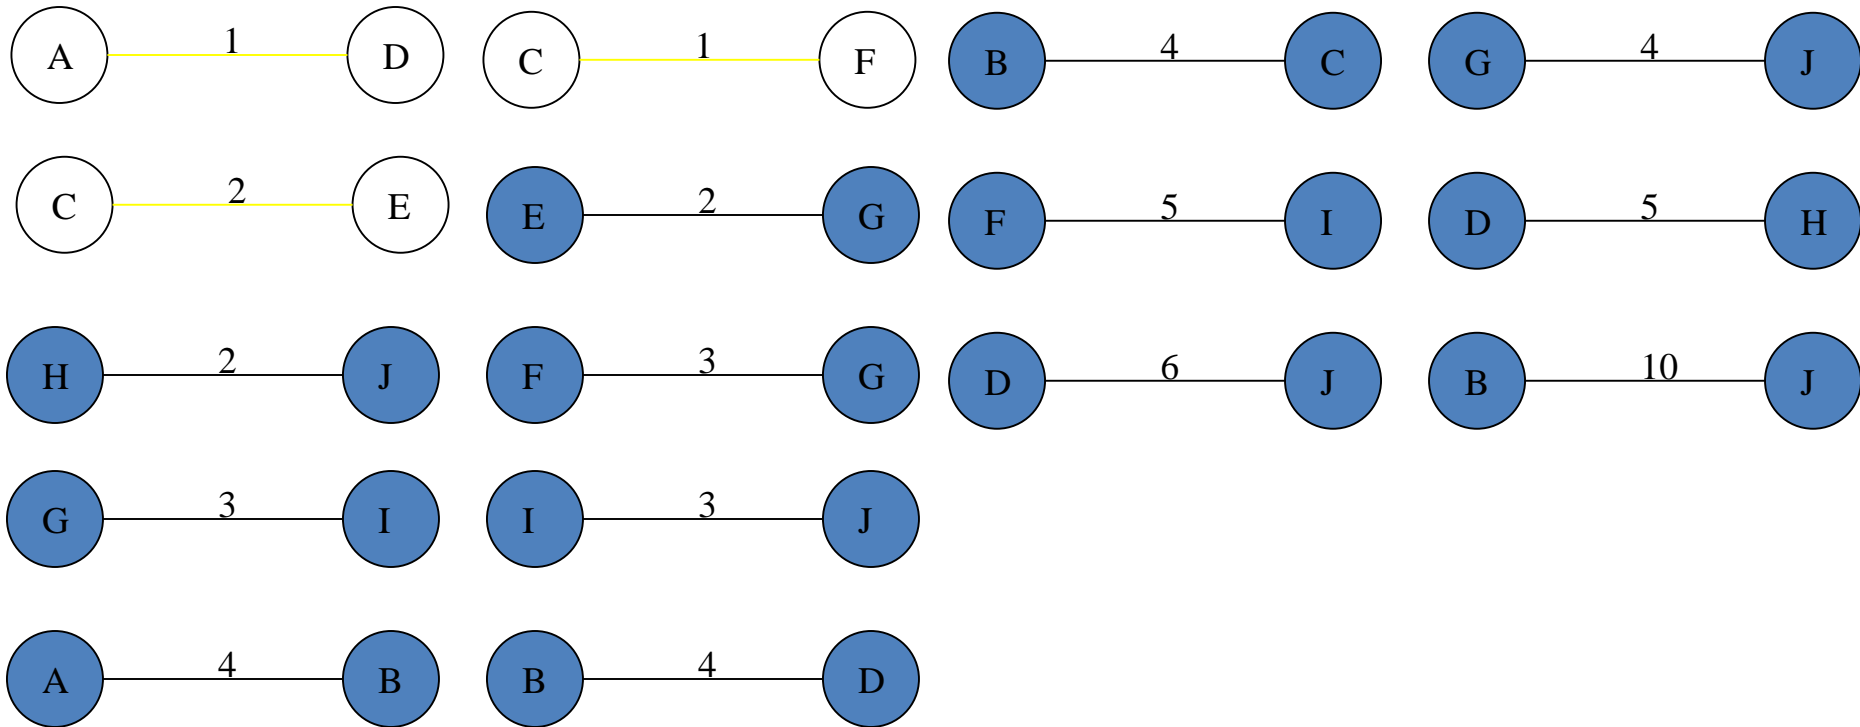 A 1 D C 1 F B 4 C G 4 J
C 2 E E 2 G F 5 I D 5 H
H 2 J F 3 G D 6 J B 10 J
G 3 I I 3 J
A 4 B B 4 D